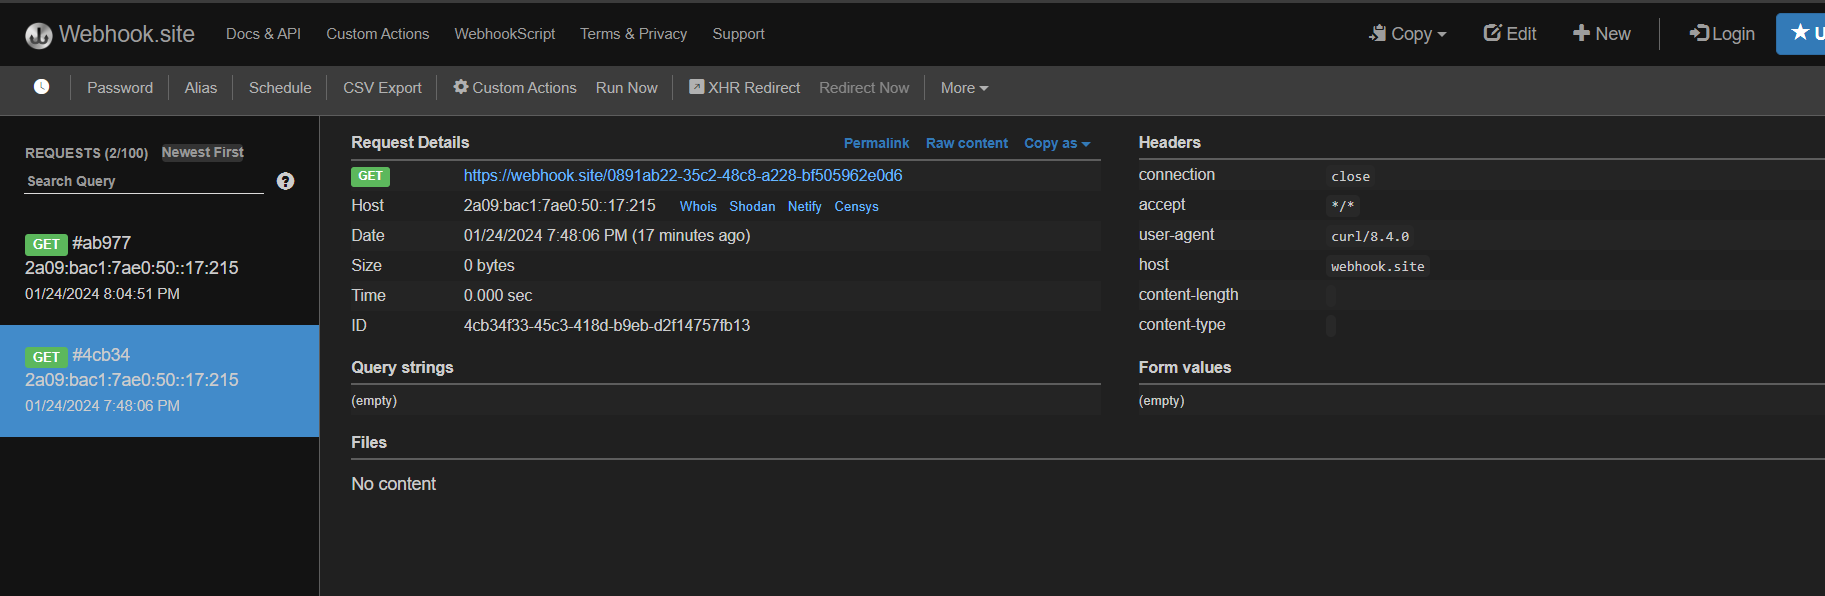 Webhook.site Docs & API Custom Actions WebhookScript Terms & Privacy Support Copy Edit New Login U
Password Alias Schedule CSV Export Custom Actions Run Now XHR Redirect Redirect Now More
REQUESTS (2/100) Newest First
Search Query ?
GET #ab977
2a09:bac1:7ae0:50::17:215
01/24/2024 8:04:51 PM
GET #4cb34
2a09:bac1:7ae0:50::17:215
01/24/2024 7:48:06 PM
Request Details Permalink Raw content Copy as
GET https://webhook.site/0891ab22-35c2-48c8-a228-bf505962e0d6
Host 2a09:bac1:7ae0:50::17:215 Whois Shodan Netify Censys
Date 01/24/2024 7:48:06 PM (17 minutes ago)
Size 0 bytes
Time 0.000 sec
ID 4cb34f33-45c3-418d-b9eb-d2f14757fb13
Query strings
(empty)
Headers
connection close
accept */*
user-agent curl/8.4.0
host webhook.site
content-length
content-type
Form values
(empty)
Files
No content